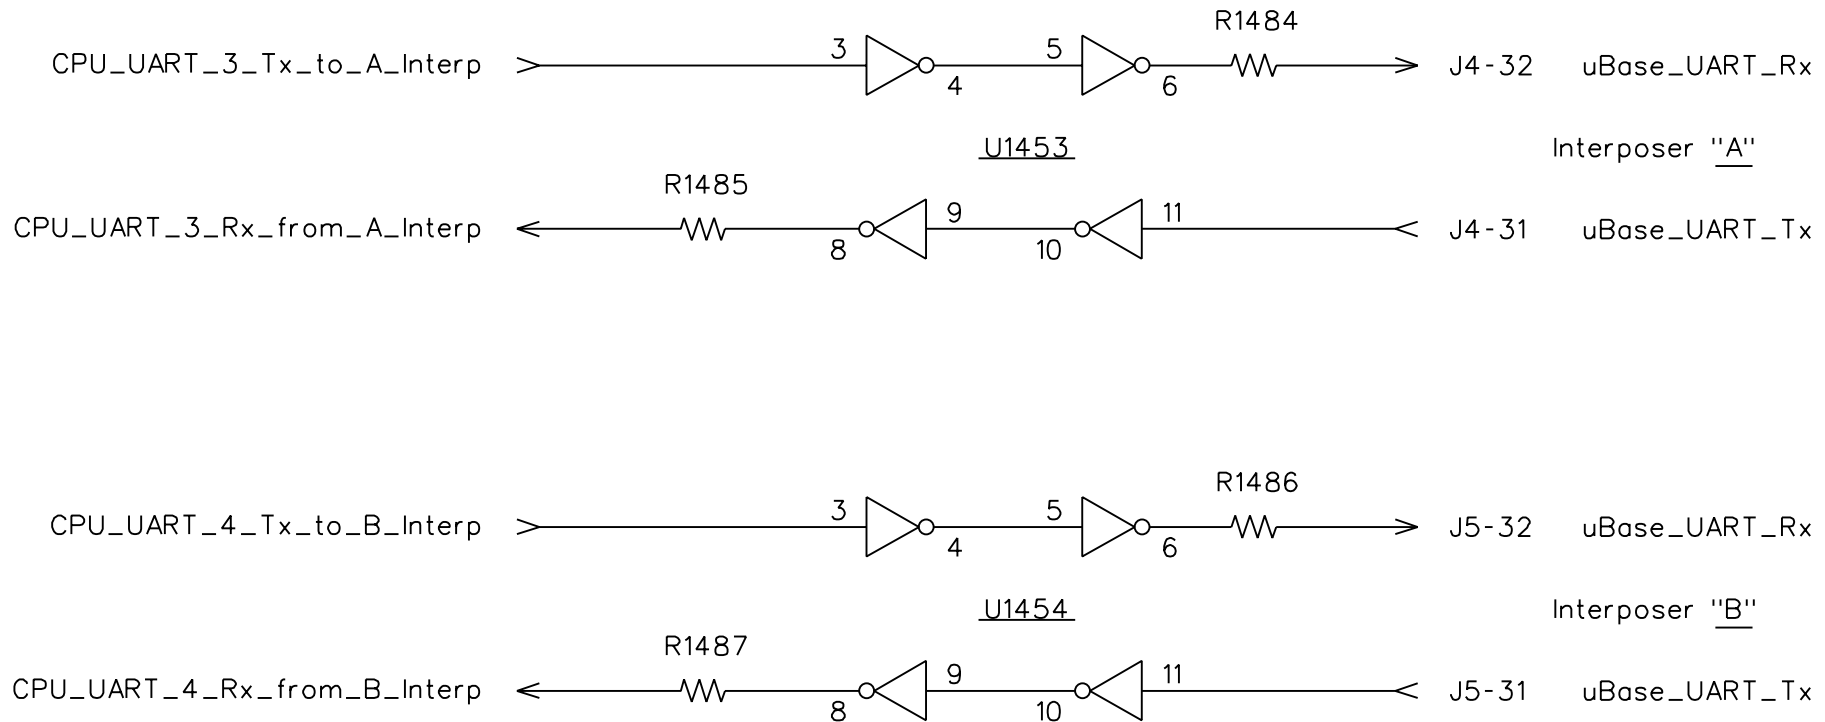 R1484
CPU_UART_3_Tx_to_A_Interp 3 4 5 6 J4-32 uBase_UART_Rx
U1453 Interposer "A"
R1485
CPU_UART_3_Rx_from_A_Interp 8 9 10 11 J4-31 uBase_UART_Tx
R1486
CPU_UART_4_Tx_to_B_Interp 3 4 5 6 J5-32 uBase_UART_Rx
U1454 Interposer "B"
R1487
CPU_UART_4_Rx_from_B_Interp 8 9 10 11 J5-31 uBase_UART_Tx